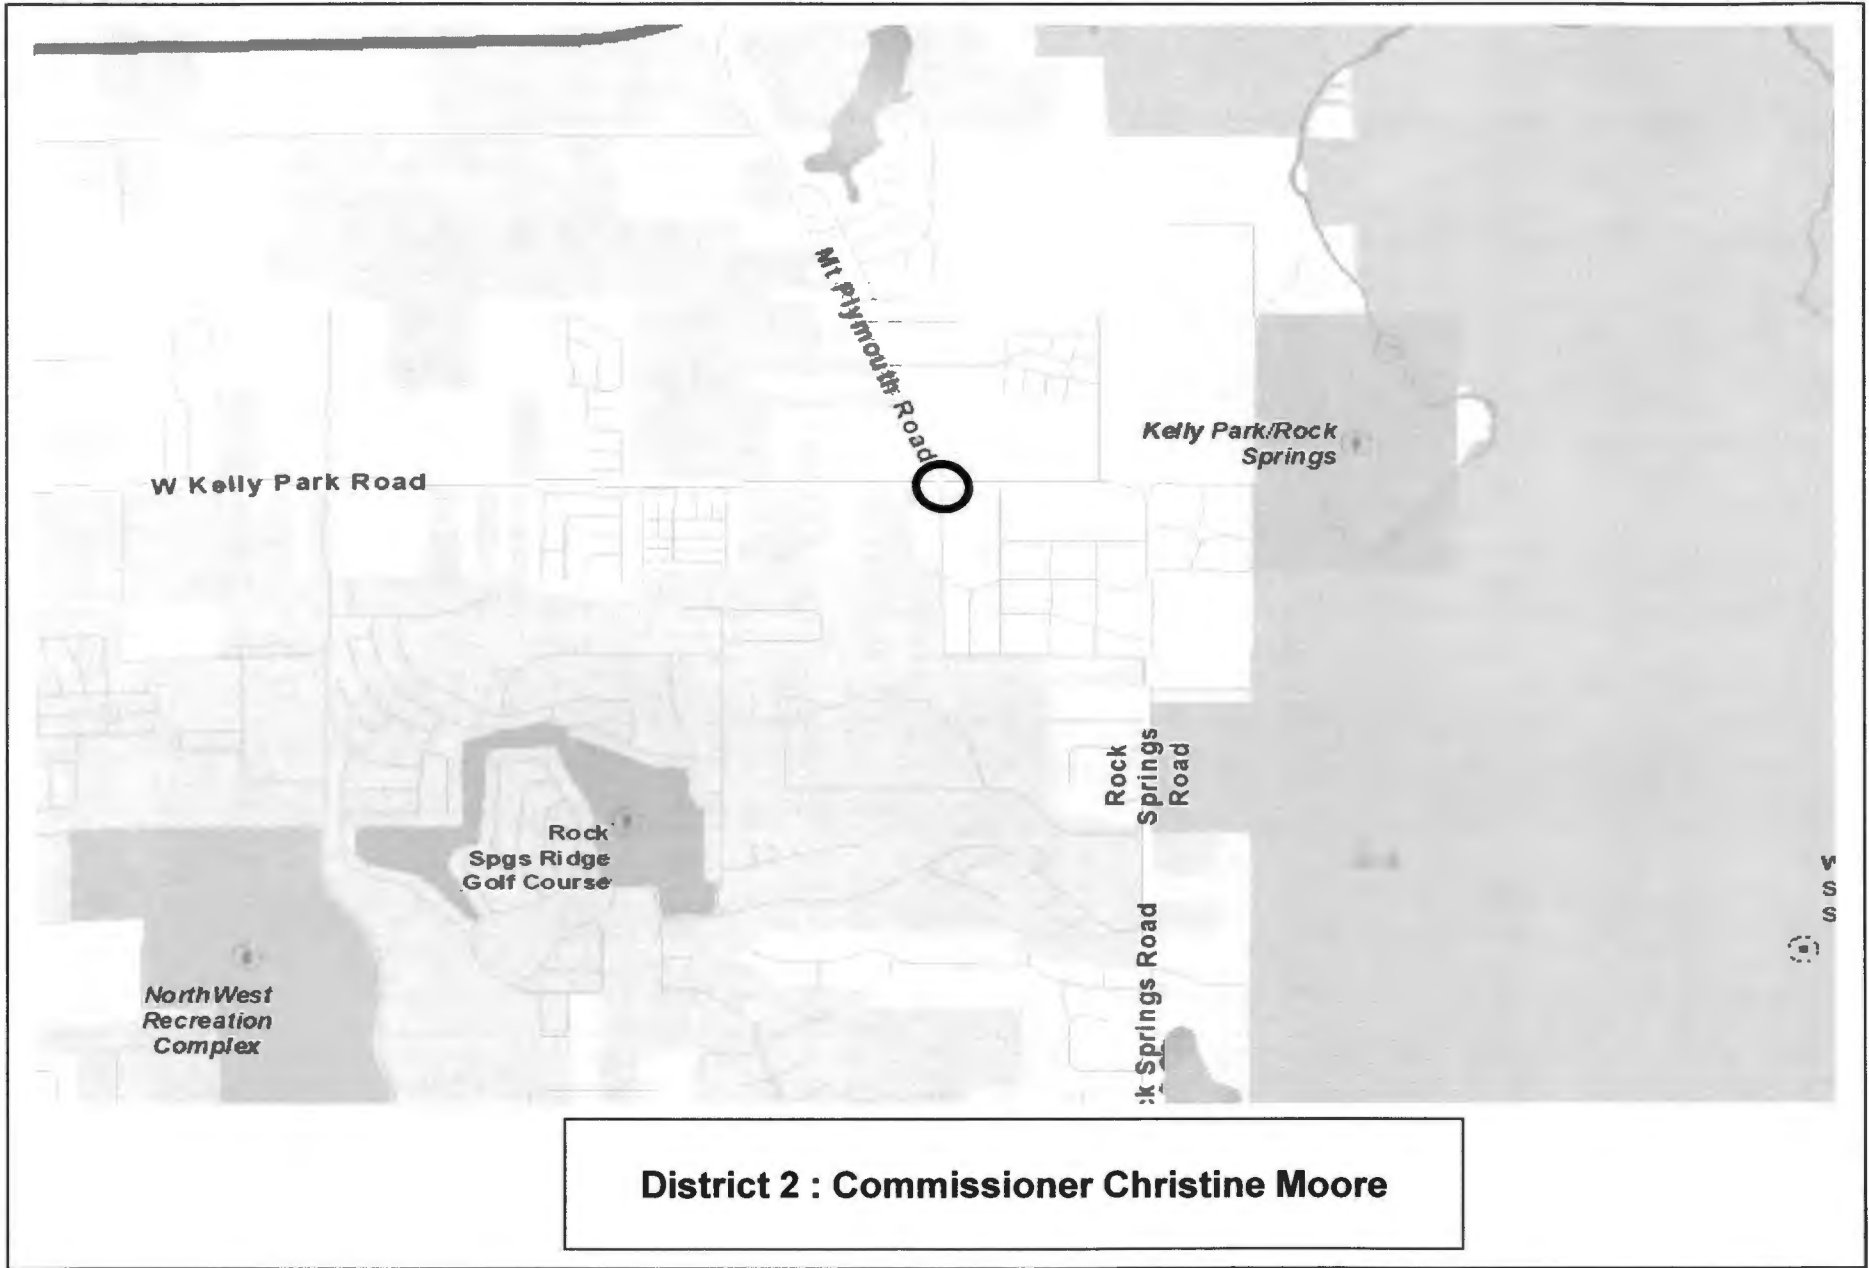 Mt Plymouth Road
Kelly Park/Rock
Springs
W Kelly Park Road
Rock
Springs
Road
Rock
Spgs Ridge
Golf Course
NorthWest
Recreation
Complex
ck Springs Road
S
S
District 2 : Commissioner Christine Moore